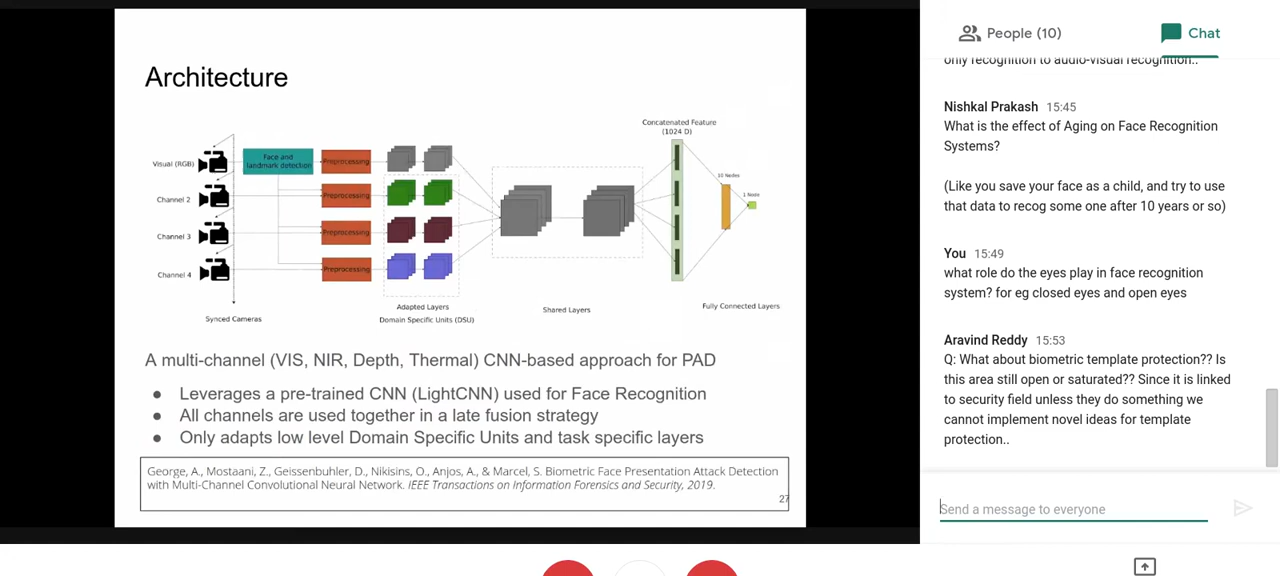 Architecture
Concatenated Feature
(1024 D)
Visual (RGB)
Face and
landmark detection
Preprocessing
10 Nodes
1 Node
Channel 2
Preprocessing
Channel 3
Preprocessing
Channel 4
Preprocessing
Synced Cameras
Adapted Layers
Domain Specific Units (DSU)
Shared Layers
Fully Connected Layers
A multi-channel (VIS, NIR, Depth, Thermal) CNN-based approach for PAD
● Leverages a pre-trained CNN (LightCNN) used for Face Recognition
● All channels are used together in a late fusion strategy
● Only adapts low level Domain Specific Units and task specific layers
George, A., Mostaani, Z., Geissenbuhler, D., Nikisins, O., Anjos, A., & Marcel, S. Biometric Face Presentation Attack Detection
with Multi-Channel Convolutional Neural Network. IEEE Transactions on Information Forensics and Security, 2019.
27
People (10)
Chat
only recognition to audio-visual recognition..
Nishkal Prakash 15:45
What is the effect of Aging on Face Recognition
Systems?
(Like you save your face as a child, and try to use
that data to recog some one after 10 years or so)
You 15:49
what role do the eyes play in face recognition
system? for eg closed eyes and open eyes
Aravind Reddy 15:53
Q: What about biometric template protection?? Is
this area still open or saturated?? Since it is linked
to security field unless they do something we
cannot implement novel ideas for template
protection..
Send a message to everyone